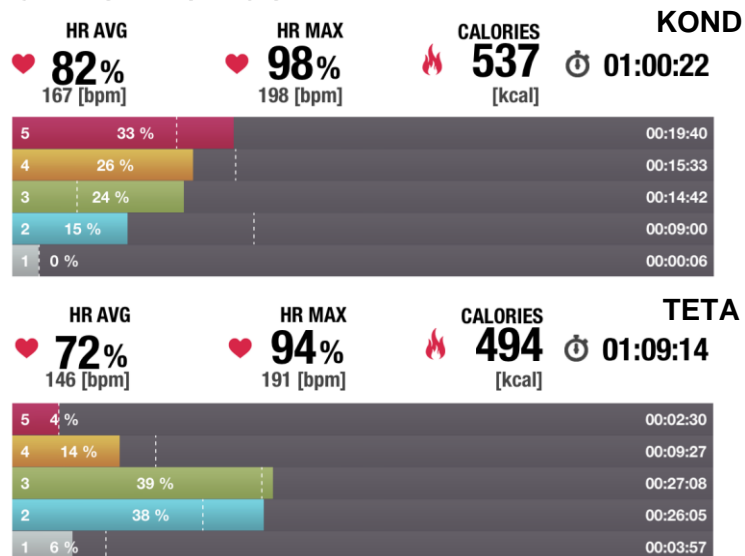 KOND
HR AVG HR MAX CALORIES
82% 98% 537 01:00:22
167 [bpm] 198 [bpm] [kcal]
5 33 % 00:19:40
4 26 % 00:15:33
3 24 % 00:14:42
2 15 % 00:09:00
1 0 % 00:00:06
TETA
HR AVG HR MAX CALORIES
72% 94% 494 01:09:14
146 [bpm] 191 [bpm] [kcal]
5 4 % 00:02:30
4 14 % 00:09:27
3 39 % 00:27:08
2 38 % 00:26:05
1 6 % 00:03:57